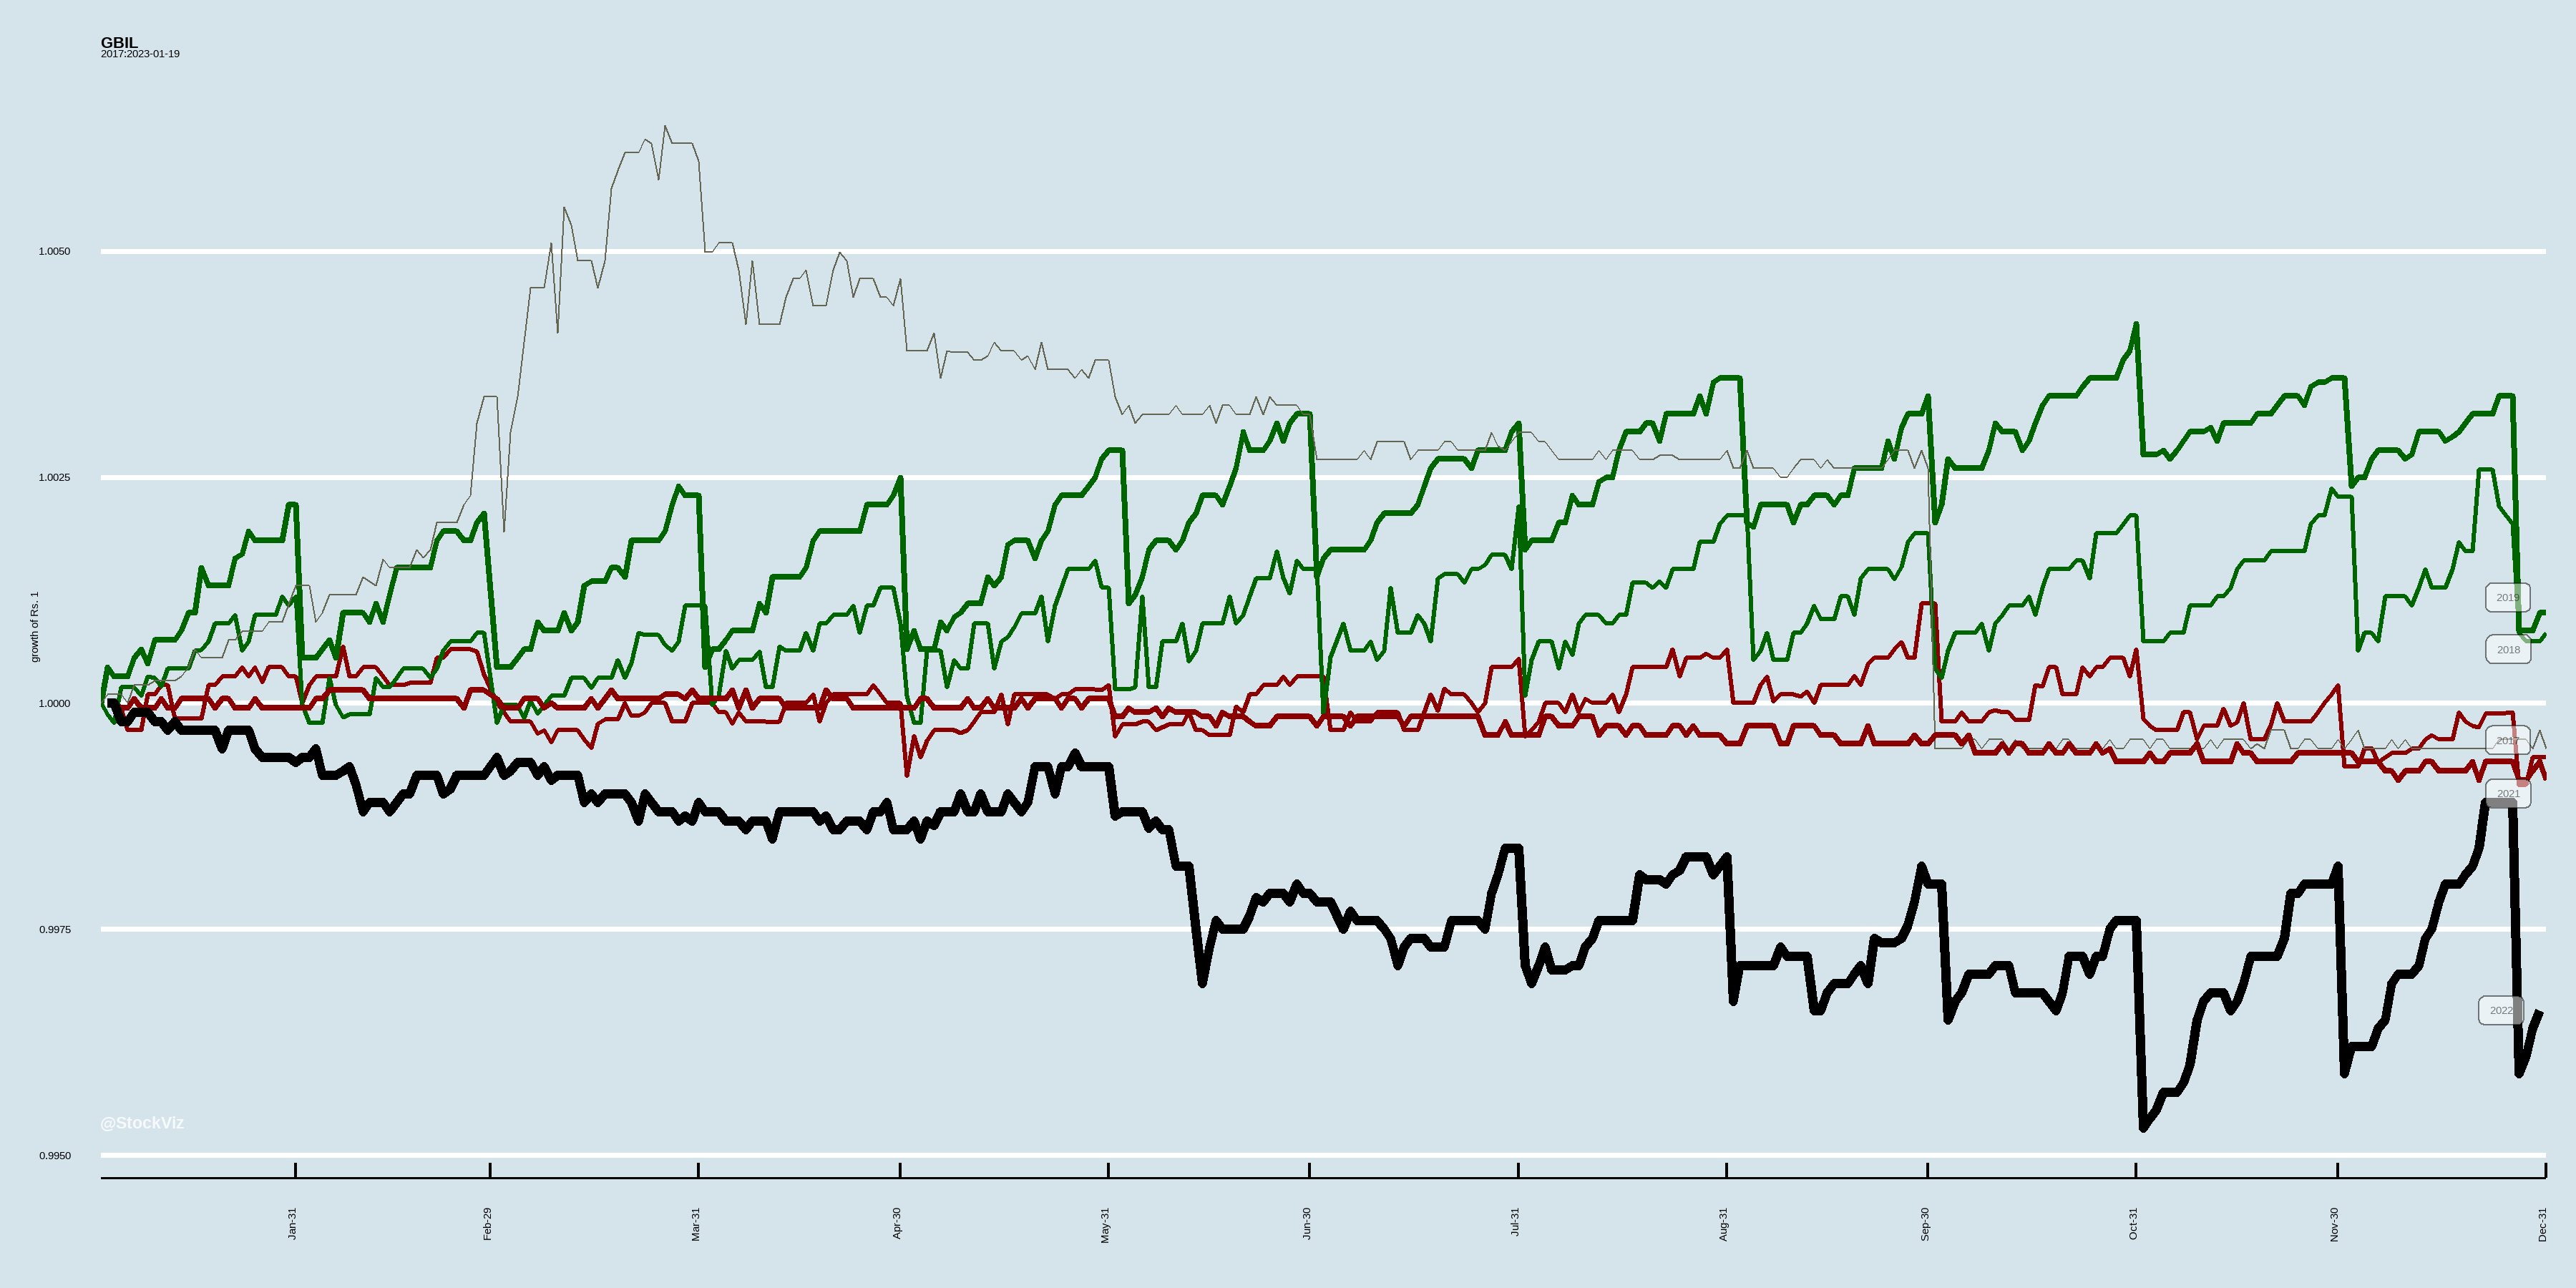 GBIL
2017:2023-01-19
growth of Rs. 1
1.0050
1.0025
1.0000
0.9975
0.9950
2019
2018
2017
2021
2022
@StockViz
Jan-31
Feb-29
Mar-31
Apr-30
May-31
Jun-30
Jul-31
Aug-31
Sep-30
Oct-31
Nov-30
Dec-31